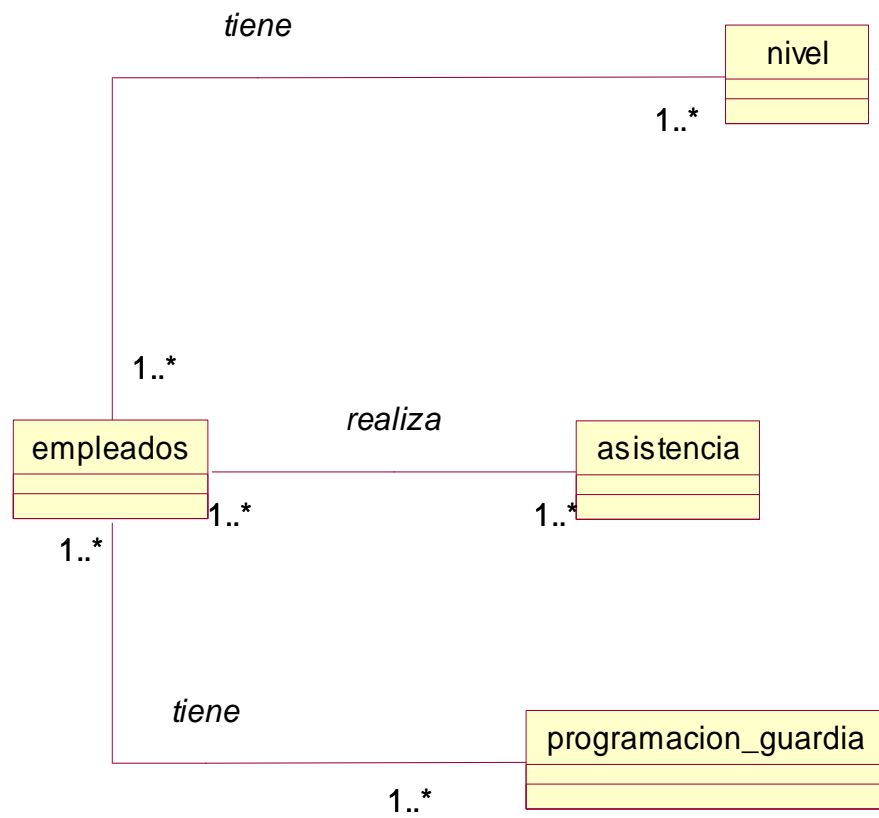 tiene
nivel
1..*
1..*
realiza
empleados
asistencia
1..*
1..*
1..*
tiene
programacion_guardia
1..*